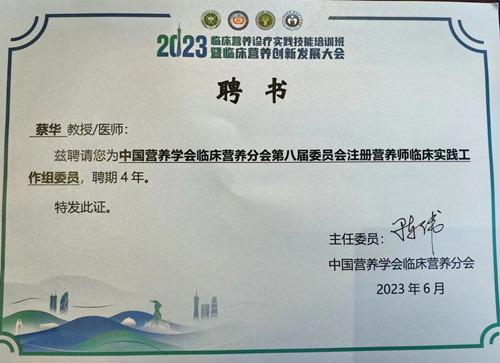 2023临床营养诊疗实践技能培训班
暨临床营养创新发展大会
聘书
蔡华 教授/医师：
兹聘请您为中国营养学会临床营养分会第八届委员会注册营养师临床实践工
作组委员，聘期4年。
特发此证。
主任委员：陈伟
中国营养学会临床营养分会
2023年6月